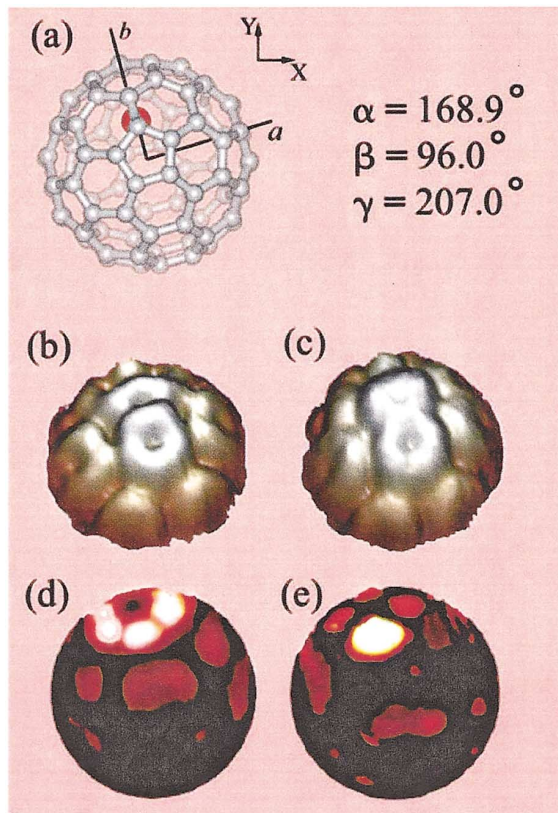 (a)
b
Y
X
a
α = 168.9°
β = 96.0°
γ = 207.0°
(b)
(c)
(d)
(e)